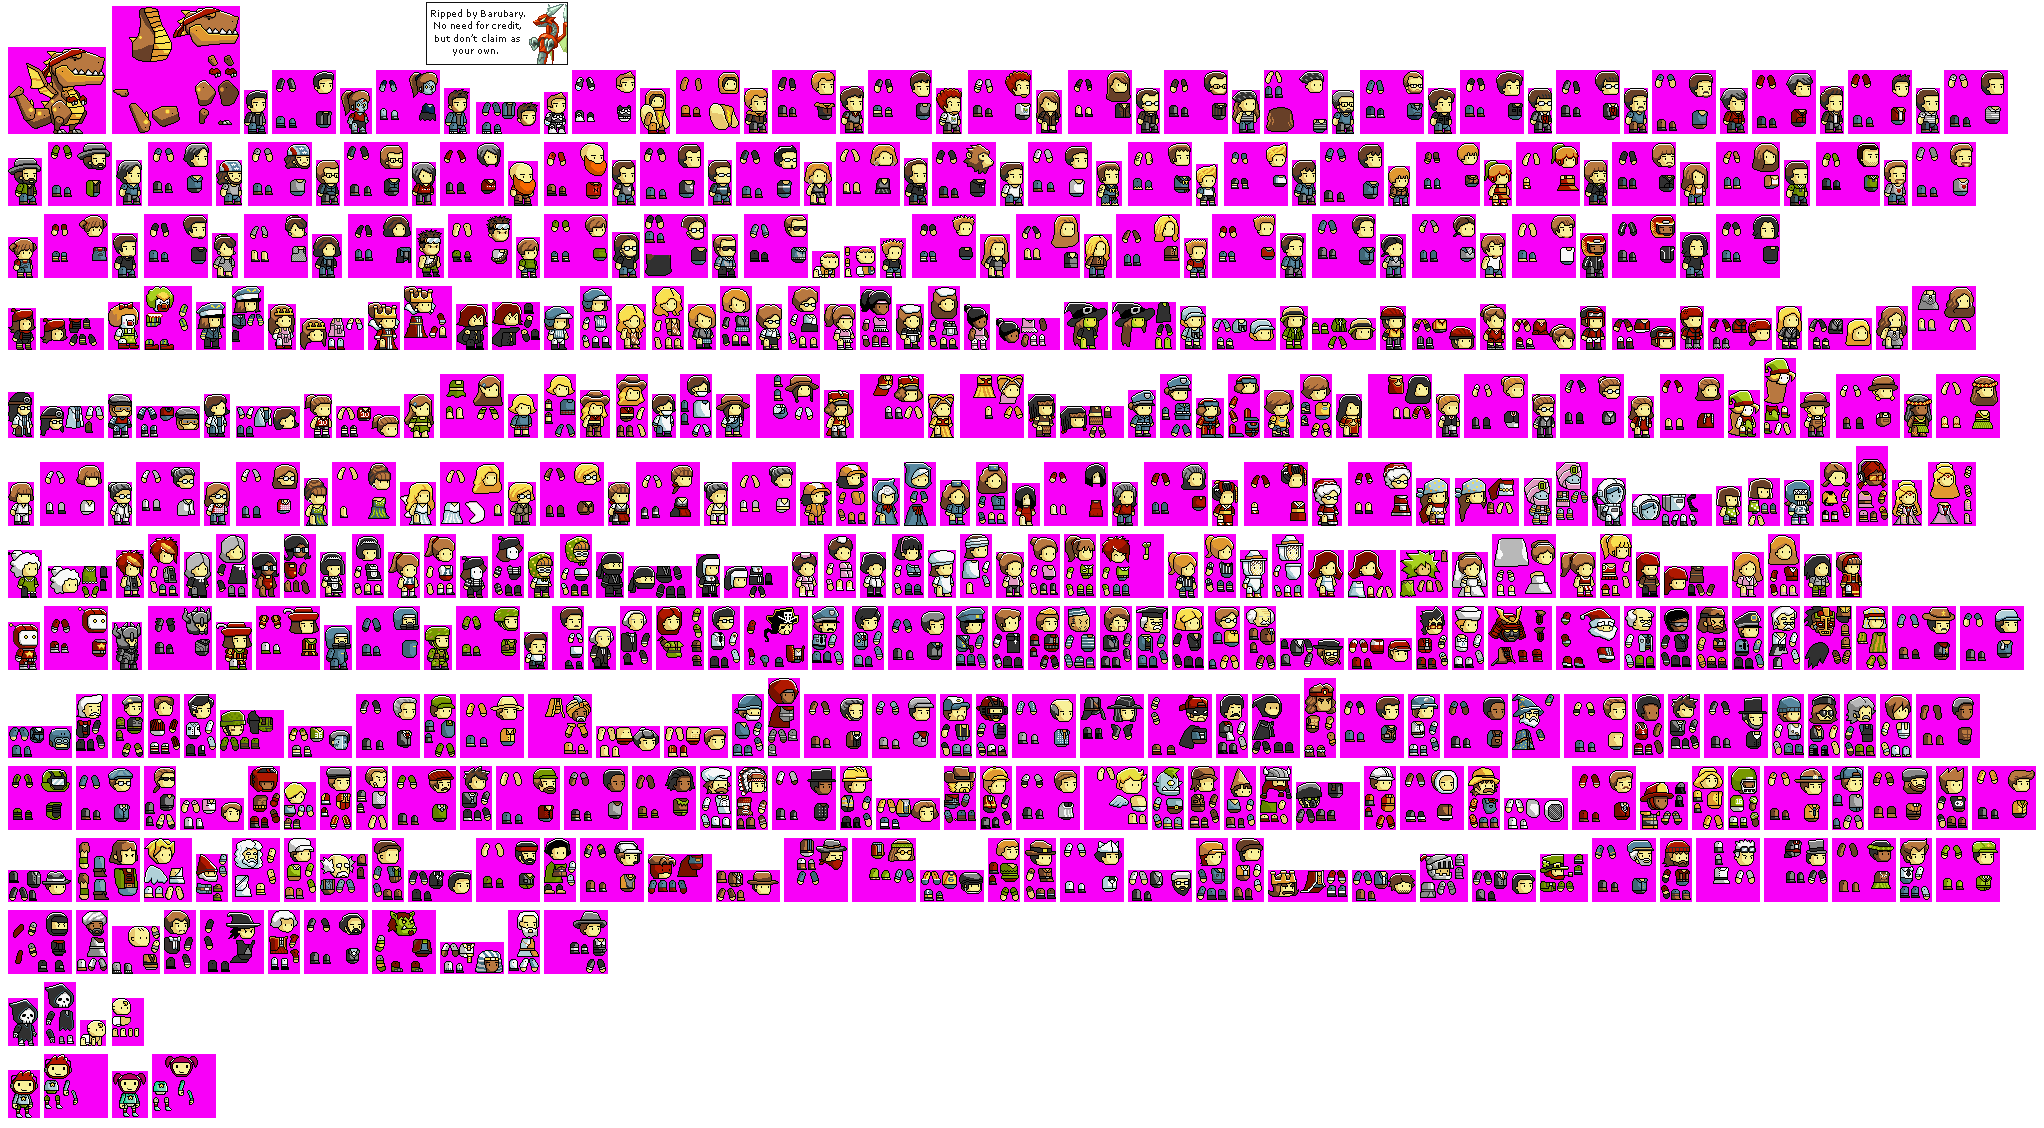 Ripped by Barubary.
No need for credit,
but don't claim as
your own.